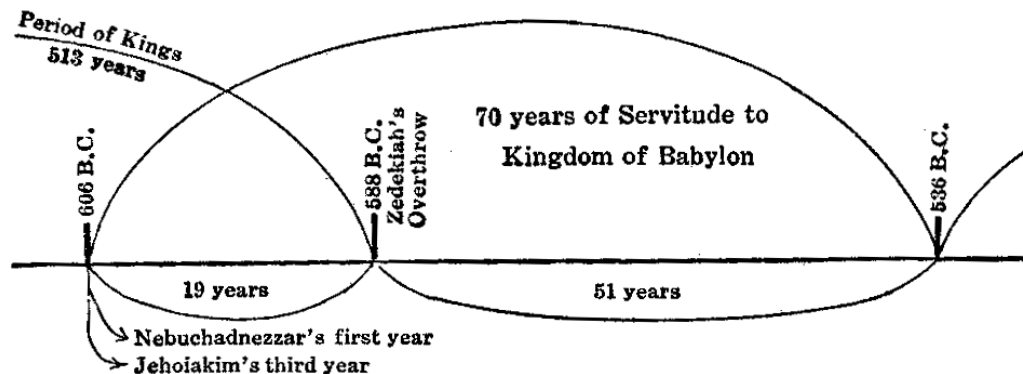 Period of Kings
513 years
606 B.C.
588 B.C.
Zedekiah's
Overthrow
70 years of Servitude to
Kingdom of Babylon
536 B.C.
19 years
51 years
Nebuchadnezzar's first year
Jehoiakim's third year